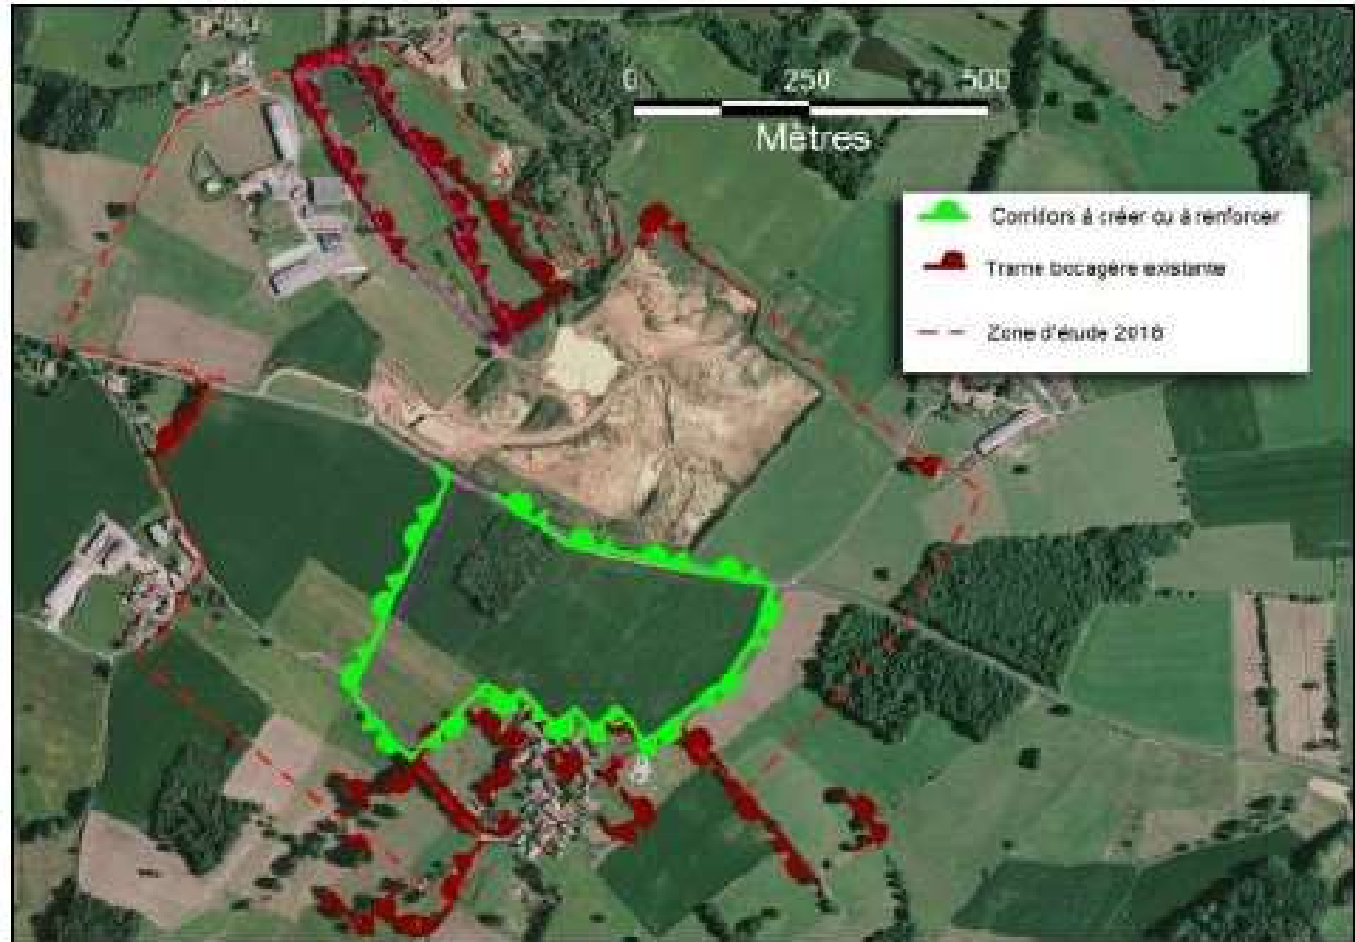 0 250 500
Mètres
Corridors à créer ou à renforcer
Trame bocagère existante
Zone d'étude 2018